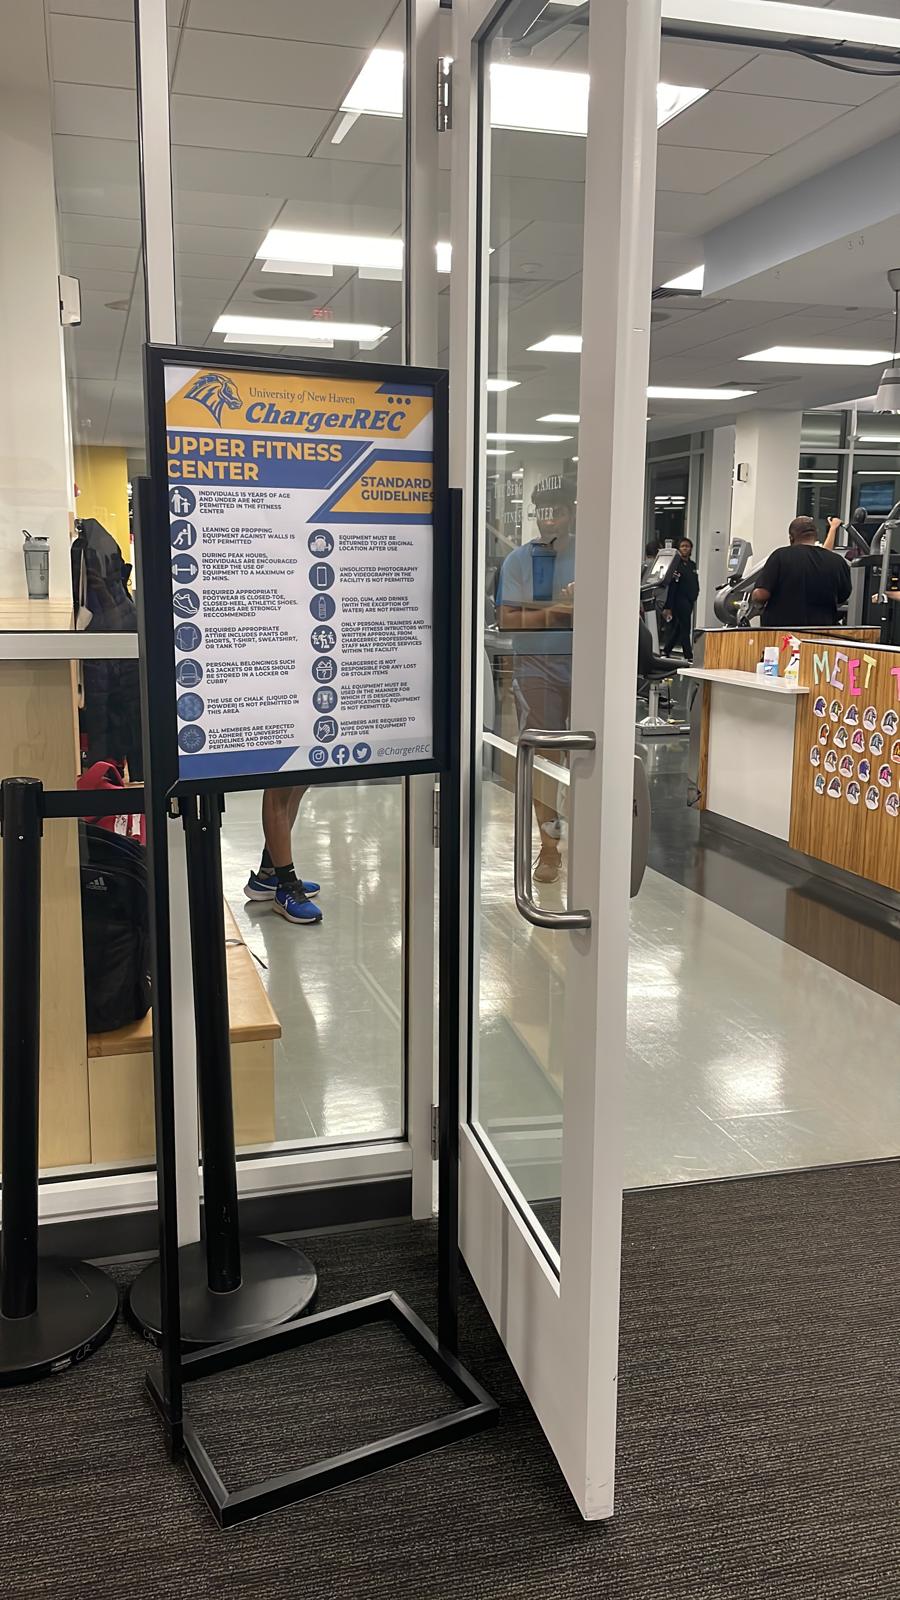 University of New Haven
ChargerREC
UPPER FITNESS
CENTER
STANDARD
GUIDELINES
INDIVIDUALS 15 YEARS OF AGE
AND UNDER ARE NOT
PERMITTED IN THE FITNESS
CENTER
LEANING OR PROPPING
EQUIPMENT AGAINST WALLS IS
NOT PERMITTED
DURING PEAK HOURS,
INDIVIDUALS ARE ENCOURAGED
TO KEEP THE USE OF
EQUIPMENT TO A MAXIMUM OF
20 MINS.
REQUIRED APPROPRIATE
FOOTWEAR IS CLOSED-TOE,
CLOSED-HEEL, ATHLETIC SHOES.
SNEAKERS ARE STRONGLY
RECCOMMENDED
REQUIRED APPROPRIATE
ATTIRE INCLUDES PANTS OR
SHORTS, T-SHIRT, SWEATSHIRT,
OR TANK TOP
PERSONAL BELONGINGS SUCH
AS JACKETS OR BAGS SHOULD
BE STORED IN A LOCKER OR
CUBBY
THE USE OF CHALK (LIQUID OR
POWDER) IS NOT PERMITTED IN
THIS AREA
ALL MEMBERS ARE EXPECTED
TO ADHERE TO UNIVERSITY
GUIDELINES AND PROTOCOLS
PERTAINING TO COVID-19
EQUIPMENT MUST BE
RETURNED TO ITS ORIGINAL
LOCATION AFTER USE
UNSOLICITED PHOTOGRAPHY
AND VIDEOGRAPHY IN THE
FACILITY IS NOT PERMITTED
FOOD, GUM, AND DRINKS
(WITH THE EXCEPTION OF
WATER) ARE NOT PERMITTED
ONLY PERSONAL TRAINERS AND
GROUP FITNESS INTRUCTORS WITH
WRITTEN APPROVAL FROM
CHARGERREC PROFESSIONAL
STAFF MAY PROVIDE SERVICES
WITHIN THE FACILITY
CHARGERREC IS NOT
RESPONSIBLE FOR ANY LOST
OR STOLEN ITEMS
ALL EQUIPMENT MUST BE
USED IN THE MANNER FOR
WHICH IT IS DESIGNED.
MODIFICATION OF EQUIPMENT
IS NOT PERMITTED.
MEMBERS ARE REQUIRED TO
WIPE DOWN EQUIPMENT
AFTER USE
@ChargerREC
FAMILY
FITNESS CENTER
MEET T
adidas
CR